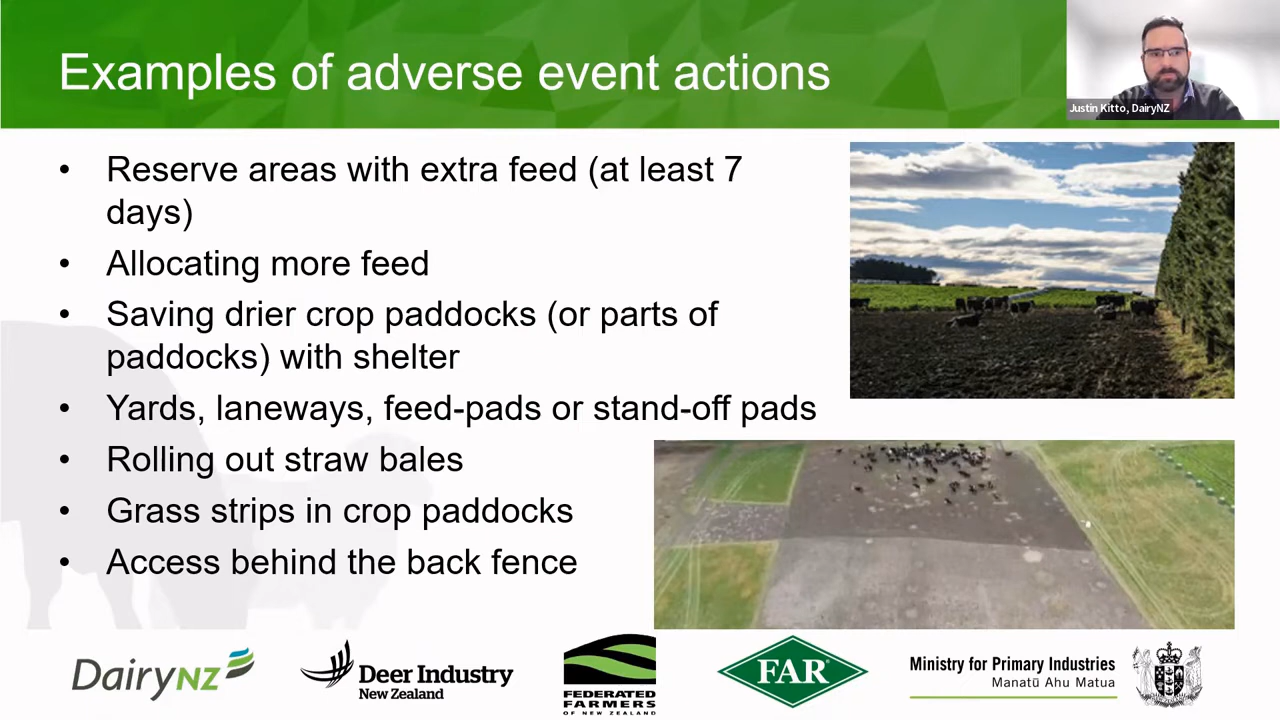 Examples of adverse event actions
Justin Kitto, DairyNZ
• Reserve areas with extra feed (at least 7
days)
• Allocating more feed
• Saving drier crop paddocks (or parts of
paddocks) with shelter
• Yards, laneways, feed-pads or stand-off pads
• Rolling out straw bales
• Grass strips in crop paddocks
• Access behind the back fence
DairyNZ
Deer Industry
New Zealand
FEDERATED
FARMERS
OF NEW ZEALAND
FAR®
Ministry for Primary Industries
Manatū Ahu Matua